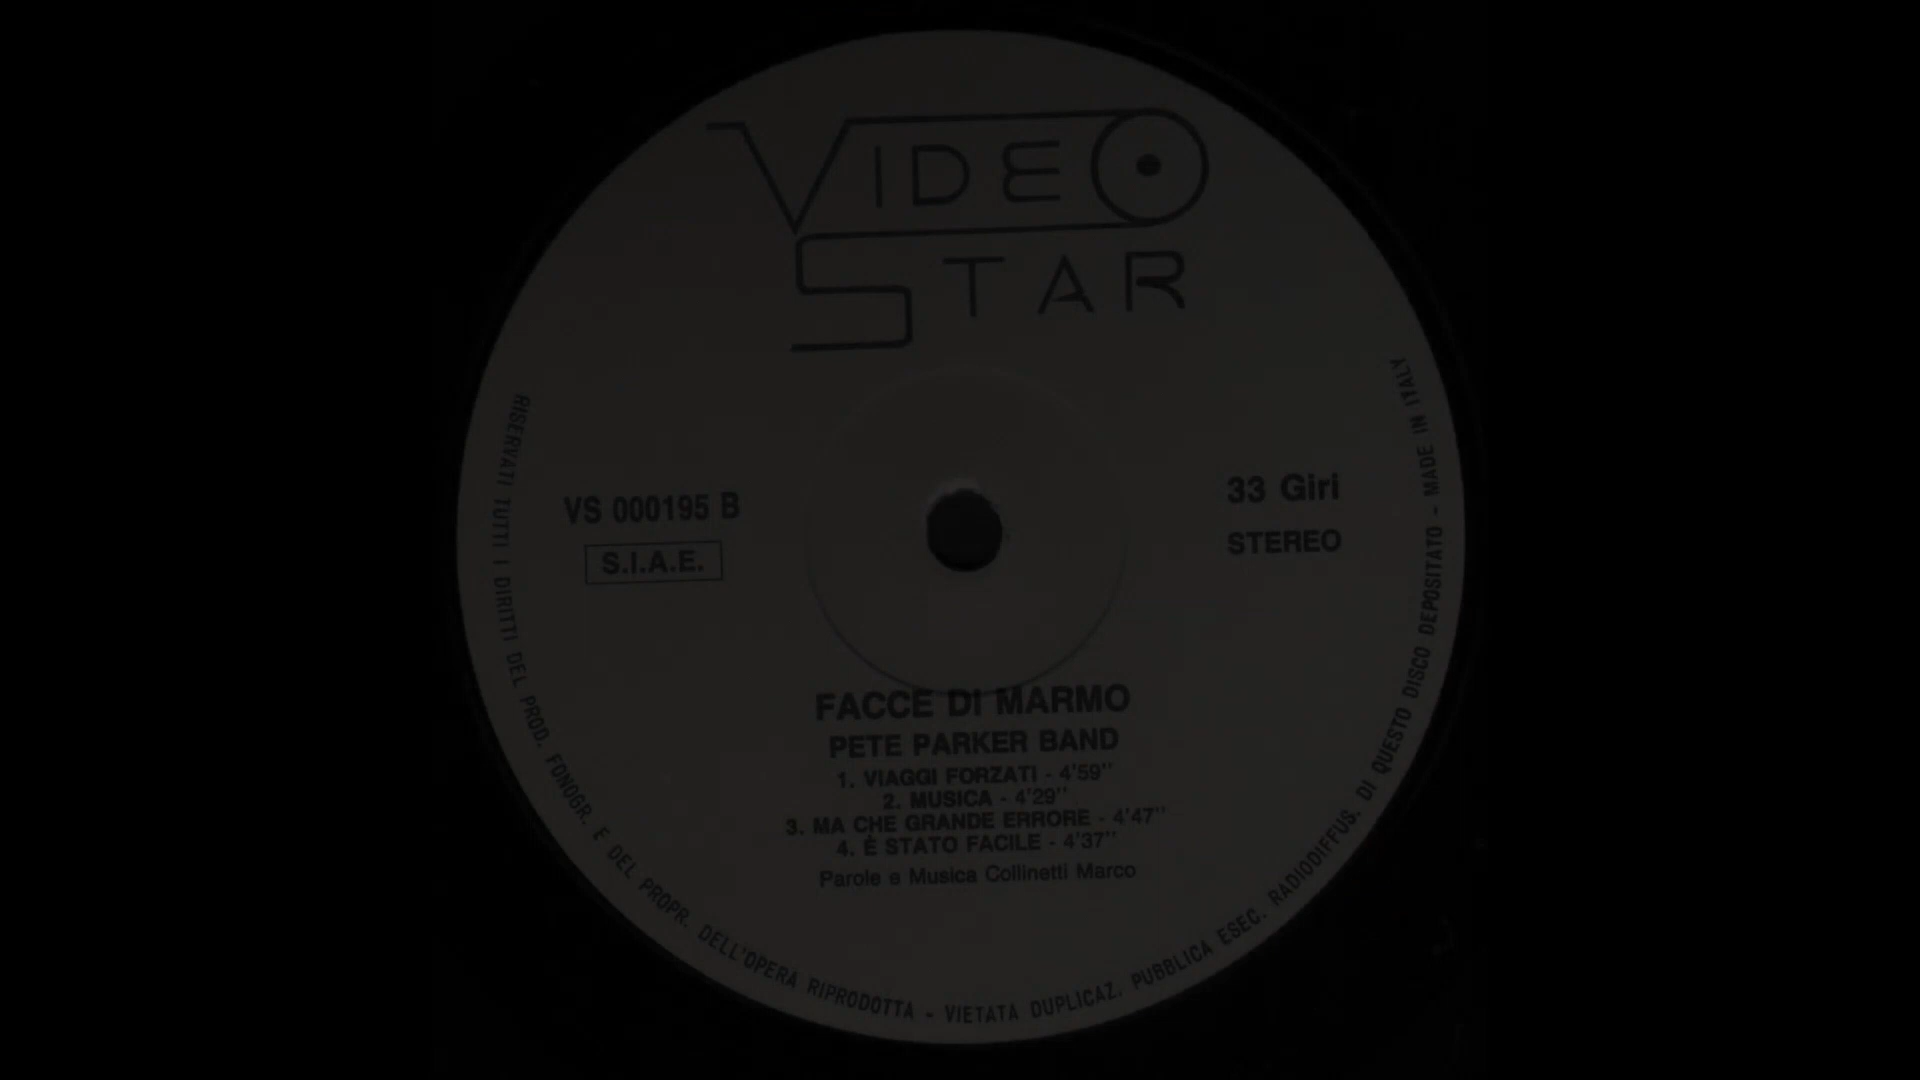 VIDEO
STAR
VS 000195 B
S.I.A.E.
33 Giri
STEREO
FACCE DI MARMO
PETE PARKER BAND
1. VIAGGI FORZATI - 4'59''
2. MUSICA - 4'29''
3. MA CHE GRANDE ERRORE - 4'47''
4. È STATO FACILE - 4'37''
Parole e Musica Collinetti Marco
RISERVATI TUTTI I DIRITTI DEL PROD. FONOGR. E DEL PROPR. DELL'OPERA RIPRODOTTA - VIETATA DUPLICAZ. PUBBLICA ESEC. RADIODIFFUS. DI QUESTO DISCO DEPOSITATO - MADE IN ITALY